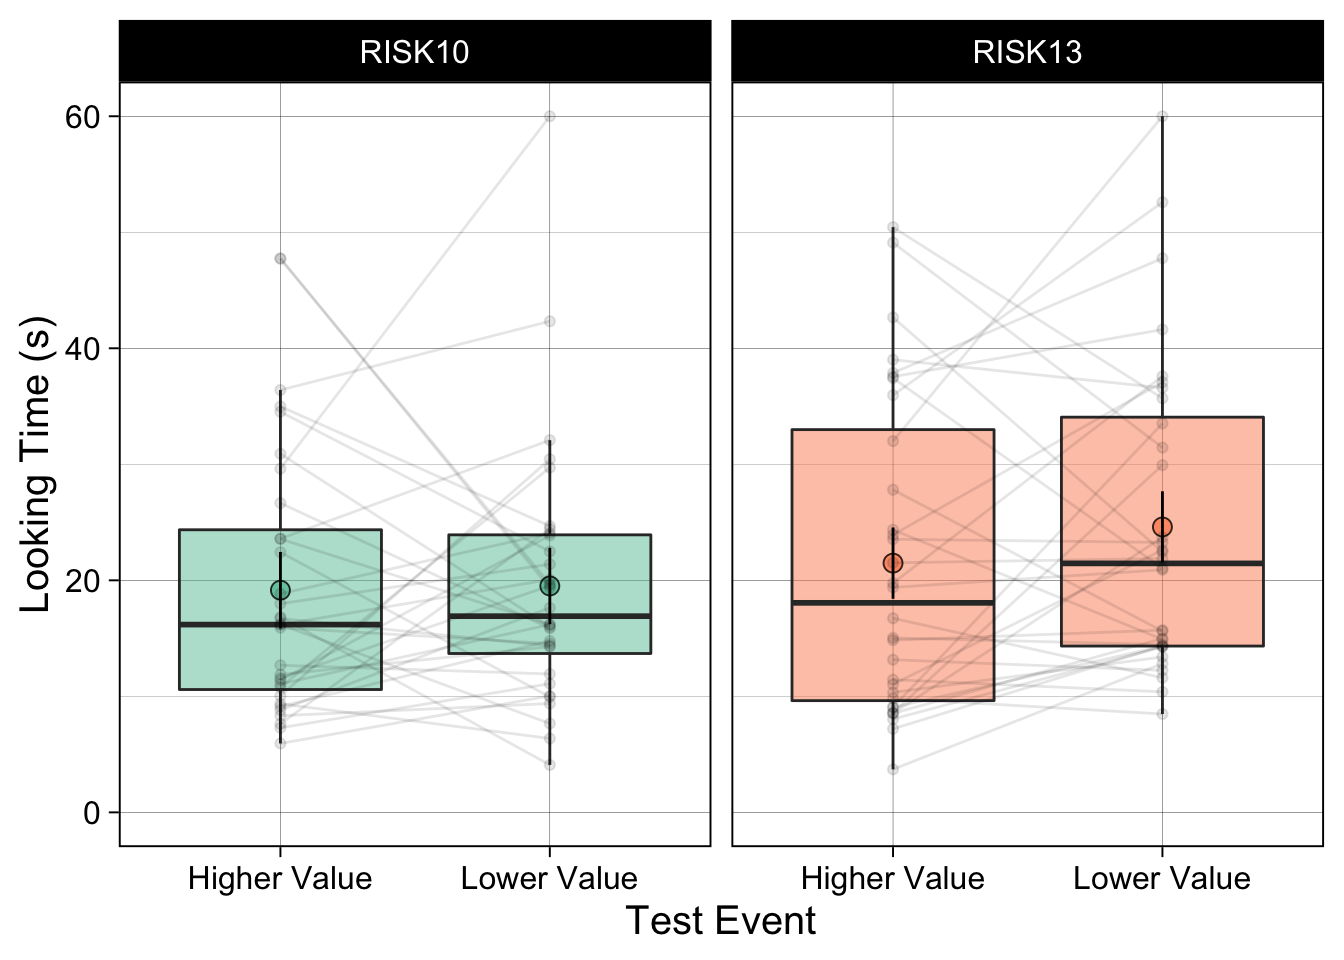 RISK10
RISK13
Looking Time (s)
60
40
20
0
Higher Value
Lower Value
Higher Value
Lower Value
Test Event